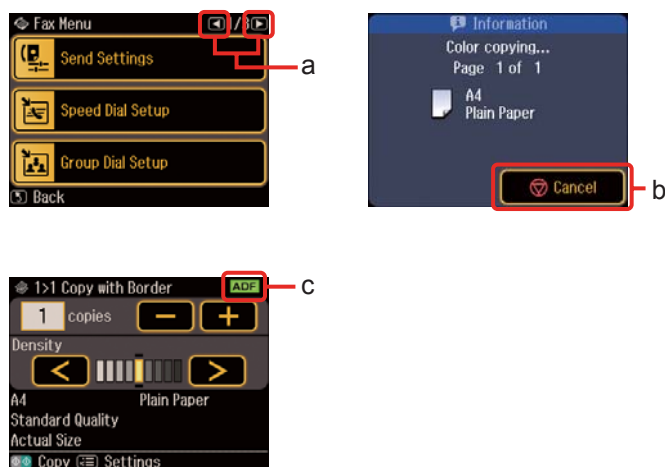 Fax Menu 1/3
Send Settings
Speed Dial Setup
Group Dial Setup
Back
a
Information
Color copying...
Page 1 of 1
A4
Plain Paper
Cancel
b
1>1 Copy with Border ADF
1 copies − +
Density
< >
A4 Plain Paper
Standard Quality
Actual Size
Copy Settings
c